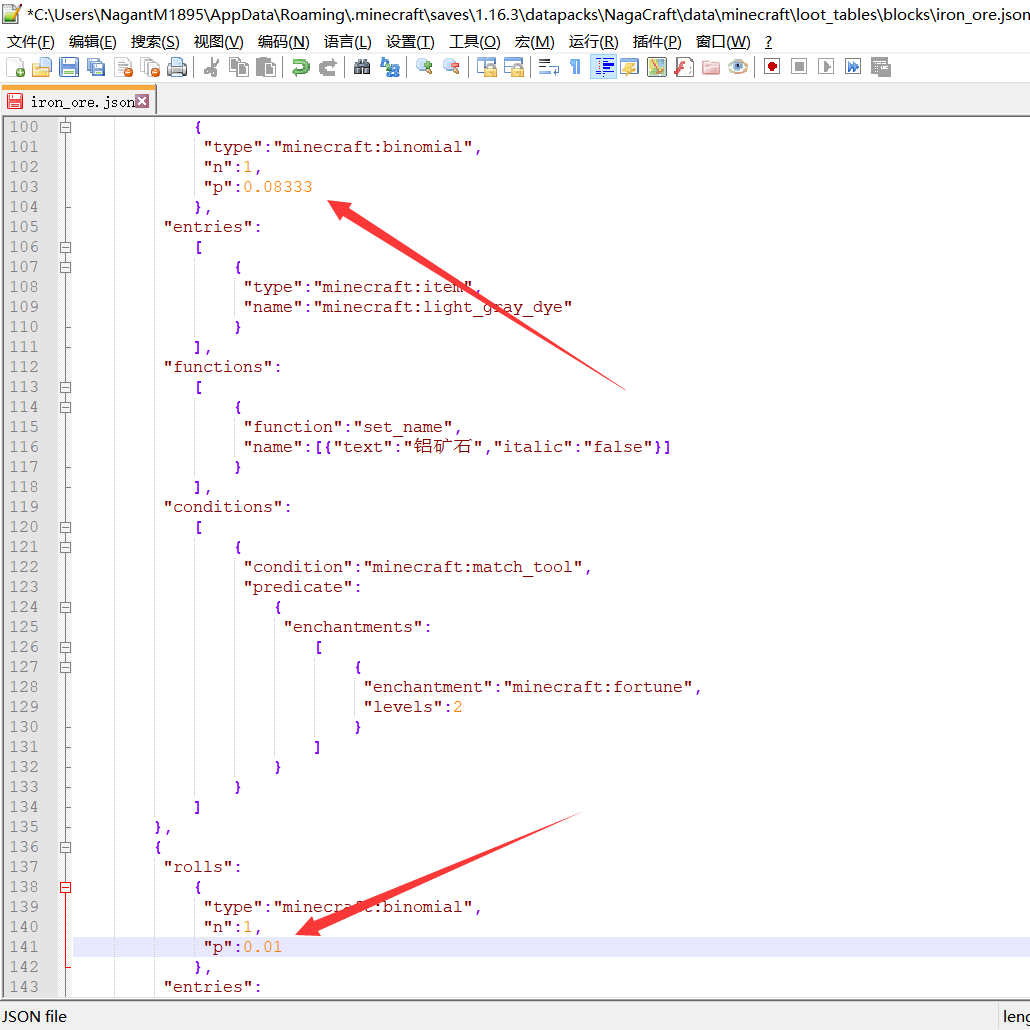 *C:\Users\NagantM1895\AppData\Roaming\.minecraft\saves\1.16.3\datapacks\NagaCraft\data\minecraft\loot_tables\blocks\iron_ore.json
文件(F) 编辑(E) 搜索(S) 视图(V) 编码(N) 语言(L) 设置(T) 工具(O) 宏(M) 运行(R) 插件(P) 窗口(W) ?
iron_ore.json
100 {
101 "type":"minecraft:binomial",
102 "n":1,
103 "p":0.08333
104 },
105 "entries":
106 [
107 {
108 "type":"minecraft:item",
109 "name":"minecraft:light_gray_dye"
110 }
111 ],
112 "functions":
113 [
114 {
115 "function":"set_name",
116 "name":[{"text":"铝矿石","italic":"false"}]
117 }
118 ],
119 "conditions":
120 [
121 {
122 "condition":"minecraft:match_tool",
123 "predicate":
124 {
125 "enchantments":
126 [
127 {
128 "enchantment":"minecraft:fortune",
129 "levels":2
130 }
131 ]
132 }
133 }
134 ]
135 },
136 {
137 "rolls":
138 {
139 "type":"minecraft:binomial",
140 "n":1,
141 "p":0.01
142 },
143 "entries":
JSON file leng